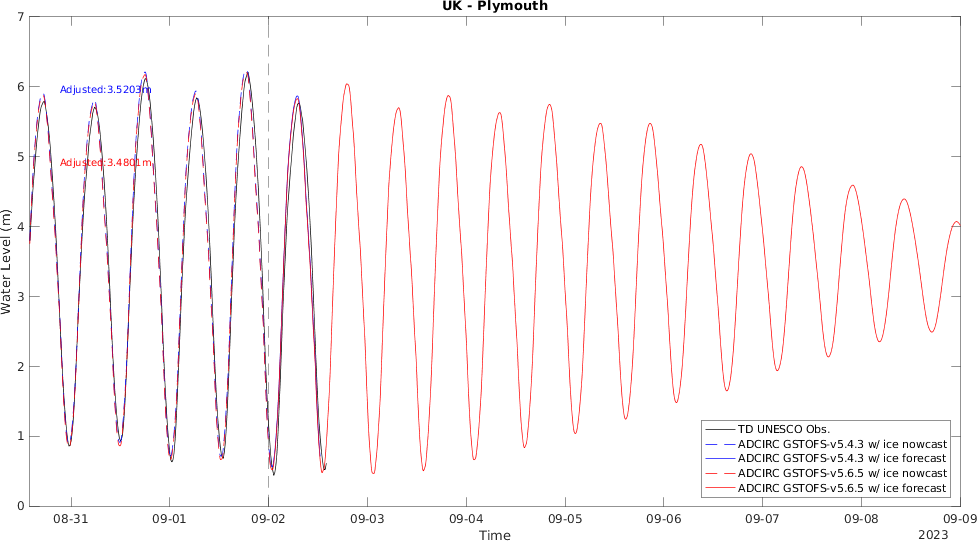 UK - Plymouth
7
6
5
4
3
2
1
0
Water Level (m)
Adjusted:3.5203m
Adjusted:3.4801m
TD UNESCO Obs.
ADCIRC GSTOFS-v5.4.3 w/ ice nowcast
ADCIRC GSTOFS-v5.4.3 w/ ice forecast
ADCIRC GSTOFS-v5.6.5 w/ ice nowcast
ADCIRC GSTOFS-v5.6.5 w/ ice forecast
08-31 09-01 09-02 09-03 09-04 09-05 09-06 09-07 09-08 09-09
Time
2023